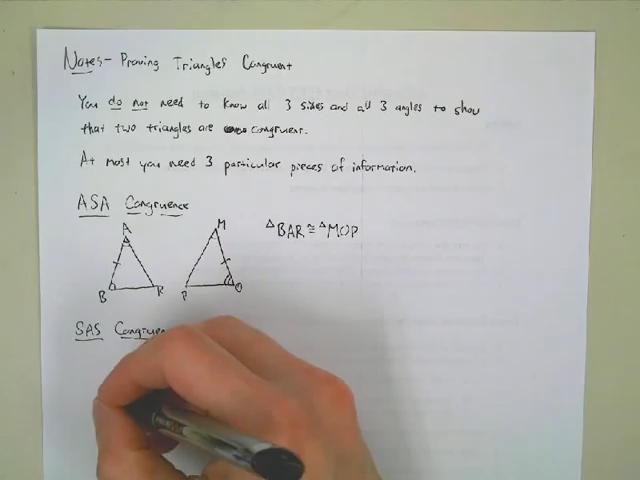 Notes- Proving Triangles Congruent
You do not need to know all 3 sides and all 3 angles to show
that two triangles are congruent.
At most you need 3 particular pieces of information.
ASA Congruence
△BAR≅△MOP
A
M
B
R
P
O
SAS Congruen